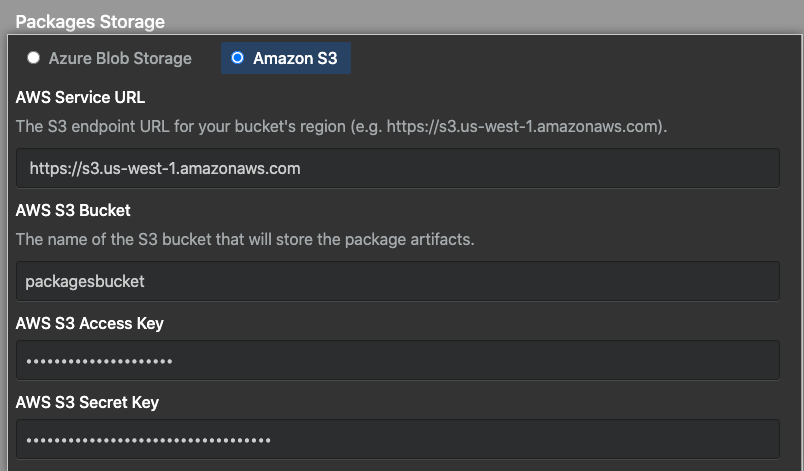 Packages Storage
Azure Blob Storage
Amazon S3
AWS Service URL
The S3 endpoint URL for your bucket's region (e.g. https://s3.us-west-1.amazonaws.com).
https://s3.us-west-1.amazonaws.com
AWS S3 Bucket
The name of the S3 bucket that will store the package artifacts.
packagesbucket
AWS S3 Access Key
•••••••••••••••••••••
AWS S3 Secret Key
•••••••••••••••••••••••••••••••••••